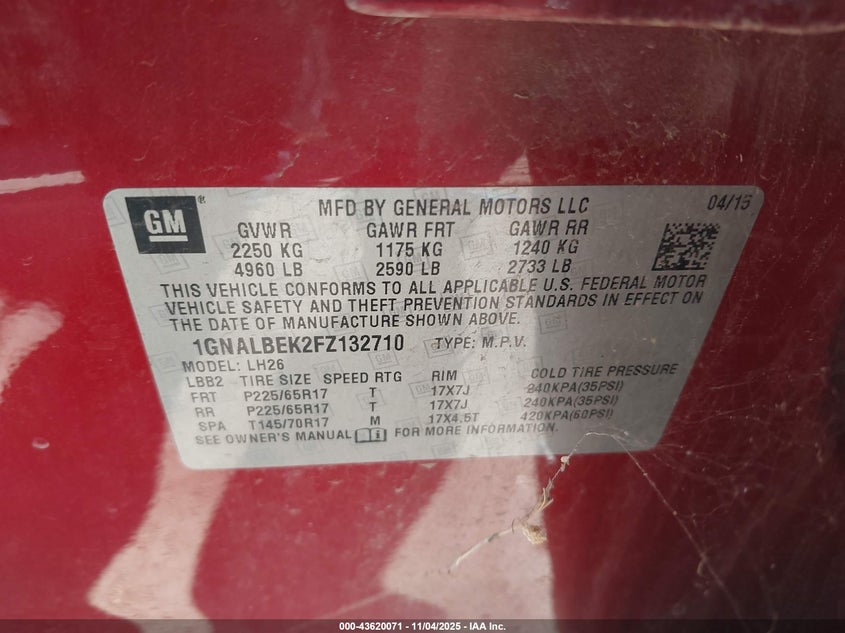 GM ®
MFD BY GENERAL MOTORS LLC 04/15
GVWR GAWR FRT GAWR RR
2250 KG 1175 KG 1240 KG
4960 LB 2590 LB 2733 LB
THIS VEHICLE CONFORMS TO ALL APPLICABLE U.S. FEDERAL MOTOR
VEHICLE SAFETY AND THEFT PREVENTION STANDARDS IN EFFECT ON
THE DATE OF MANUFACTURE SHOWN ABOVE.
1GNALBEK2FZ132710 TYPE: M.P.V.
MODEL: LH26
LBB2 TIRE SIZE SPEED RTG RIM COLD TIRE PRESSURE
FRT P225/65R17 T 17X7J 240KPA(35PSI)
RR P225/65R17 T 17X7J 240KPA(35PSI)
SPA T145/70R17 M 17X4.5T 420KPA(60PSI)
SEE OWNER'S MANUAL FOR MORE INFORMATION.
000-43620071 - 11/04/2025 - IAA Inc.